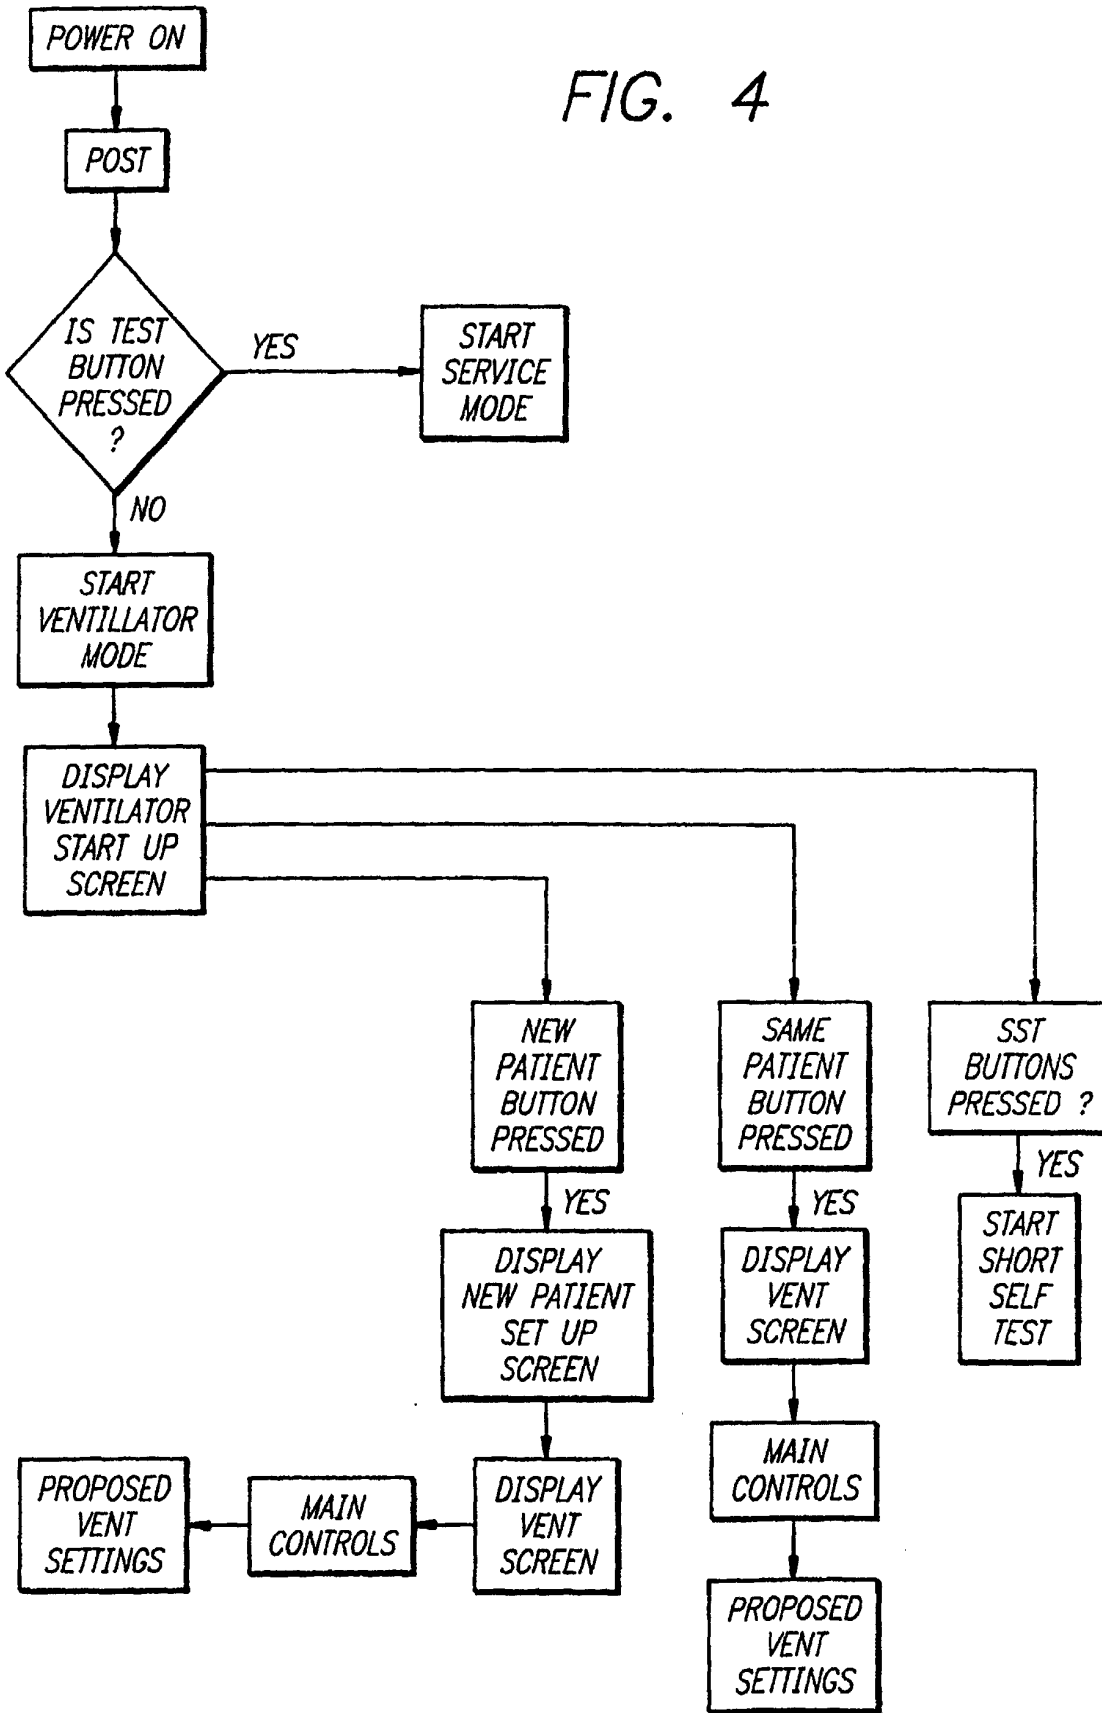 POWER ON
FIG. 4
POST
IS TEST
BUTTON
PRESSED
?
YES
START
SERVICE
MODE
NO
START
VENTILLATOR
MODE
DISPLAY
VENTILATOR
START UP
SCREEN
NEW
PATIENT
BUTTON
PRESSED
SAME
PATIENT
BUTTON
PRESSED
SST
BUTTONS
PRESSED ?
YES
YES
YES
DISPLAY
NEW PATIENT
SET UP
SCREEN
DISPLAY
VENT
SCREEN
START
SHORT
SELF
TEST
PROPOSED
VENT
SETTINGS
MAIN
CONTROLS
DISPLAY
VENT
SCREEN
MAIN
CONTROLS
PROPOSED
VENT
SETTINGS